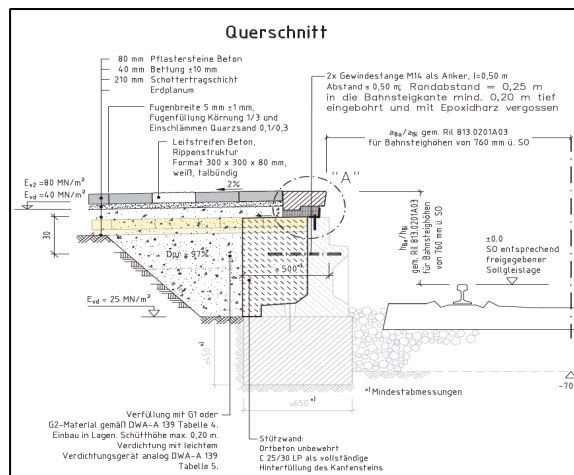 Querschnitt
80 mm Pflastersteine Beton
40 mm Bettung ±10 mm
210 mm Schottertragschicht
Erdplanum
Fugenbreite 5 mm ±1 mm,
Fugenfüllung Körnung 1/3 und
Einschlämmen Quarzsand 0,1/0,3
Leitstreifen Beton,
Rippenstruktur
Format 300 x 300 x 80 mm,
weiß, talbündig
2x Gewindestange M14 als Anker, l=0,50 m
Abstand ≤ 0,50 m; Randabstand = 0,25 m
in die Bahnsteigkante mind. 0,20 m tief
eingebohrt und mit Epoxidharz vergossen
aBa/aBi gem. Ril 813.0201A03
für Bahnsteighöhen von 760 mm ü. SO
"A"
2%
Ev2 =80 MN/m²
Evd =40 MN/m²
30
Dpr ≥ 97%
≥ 500*)
hBa/hBi
gem. Ril 813.0201A03
für Bahnsteighöhen
von 760 mm ü. SO
±0.0
SO entsprechend
freigegebener
Sollgleislage
Evd = 25 MN/m²
≥450*)
≥650*)
*) Mindestabmessungen
-70
Verfüllung mit G1 oder
G2-Material gemäß DWA-A 139 Tabelle 4.
Einbau in Lagen. Schütthöhe max. 0,20 m.
Verdichtung mit leichtem
Verdichtungsgerät analog DWA-A 139
Tabelle 5.
Stützwand:
Ortbeton unbewehrt
C 25/30 LP als vollständige
Hinterfüllung des Kantensteins